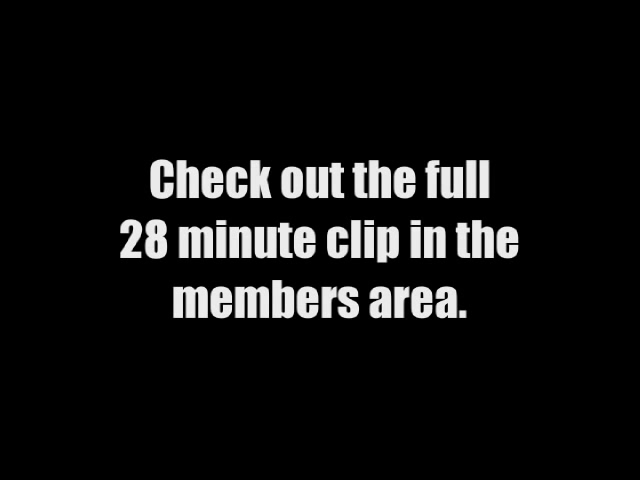 Check out the full
28 minute clip in the
members area.